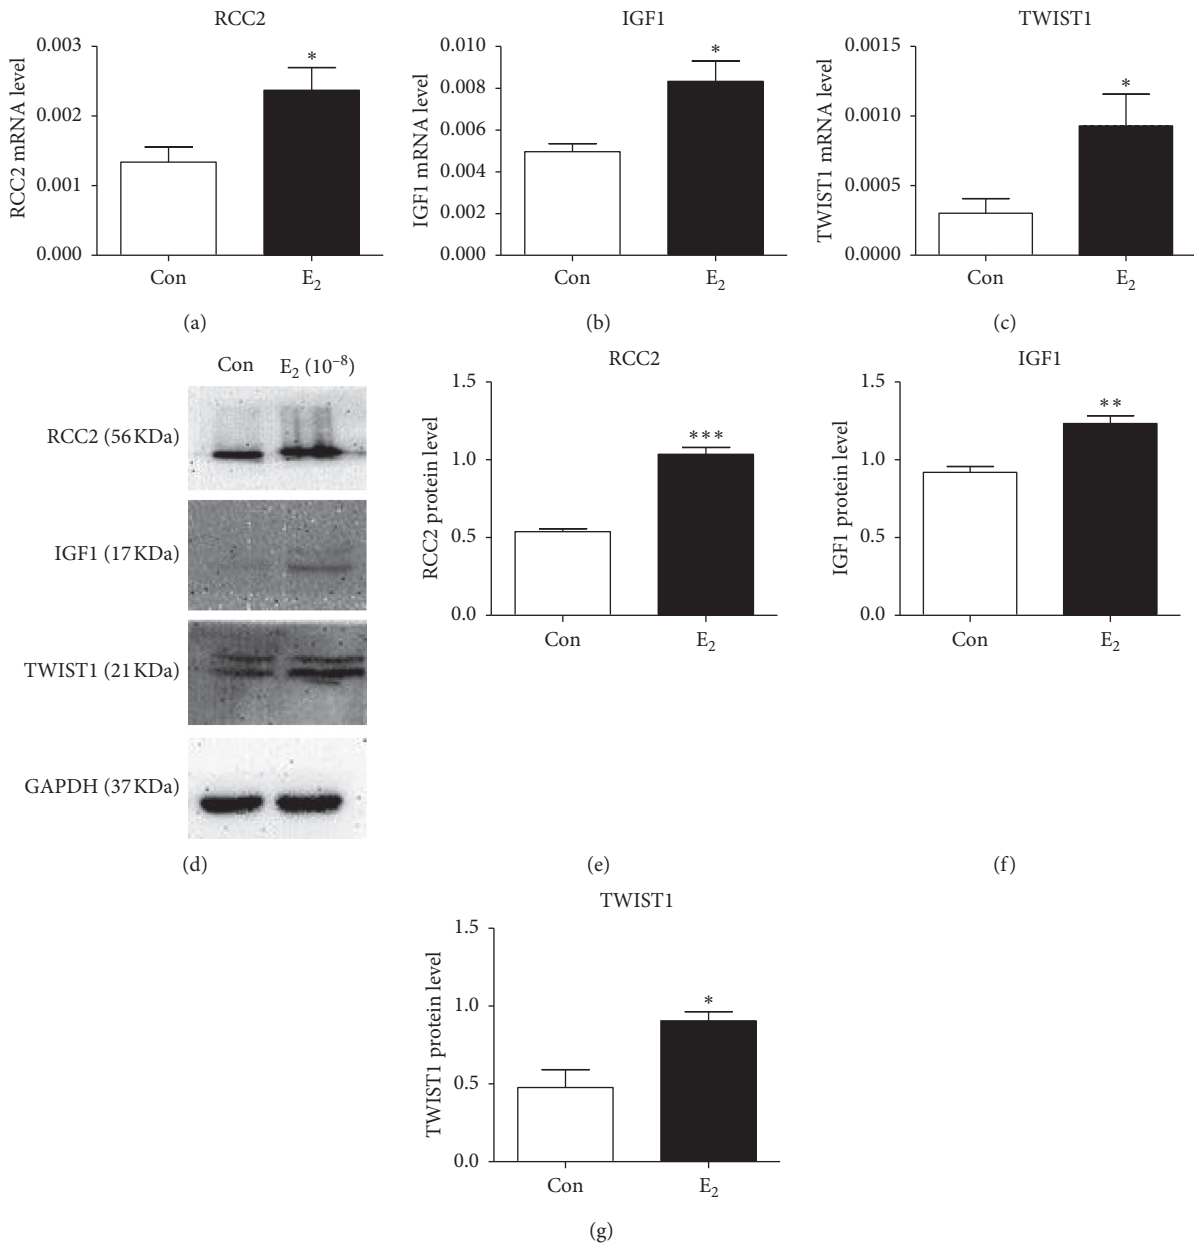 RCC2
RCC2 mRNA level
0.003
0.002
0.001
0.000
*
Con
E2
(a)
IGF1
IGF1 mRNA level
0.010
0.008
0.006
0.004
0.002
0.000
*
Con
E2
(b)
TWIST1
TWIST1 mRNA level
0.0015
0.0010
0.0005
0.0000
*
Con
E2
(c)
Con
E2 (10–8)
RCC2 (56 KDa)
IGF1 (17 KDa)
TWIST1 (21 KDa)
GAPDH (37 KDa)
(d)
RCC2
RCC2 protein level
1.5
1.0
0.5
0.0
***
Con
E2
(e)
IGF1
IGF1 protein level
1.5
1.0
0.5
0.0
**
Con
E2
(f)
TWIST1
TWIST1 protein level
1.5
1.0
0.5
0.0
*
Con
E2
(g)